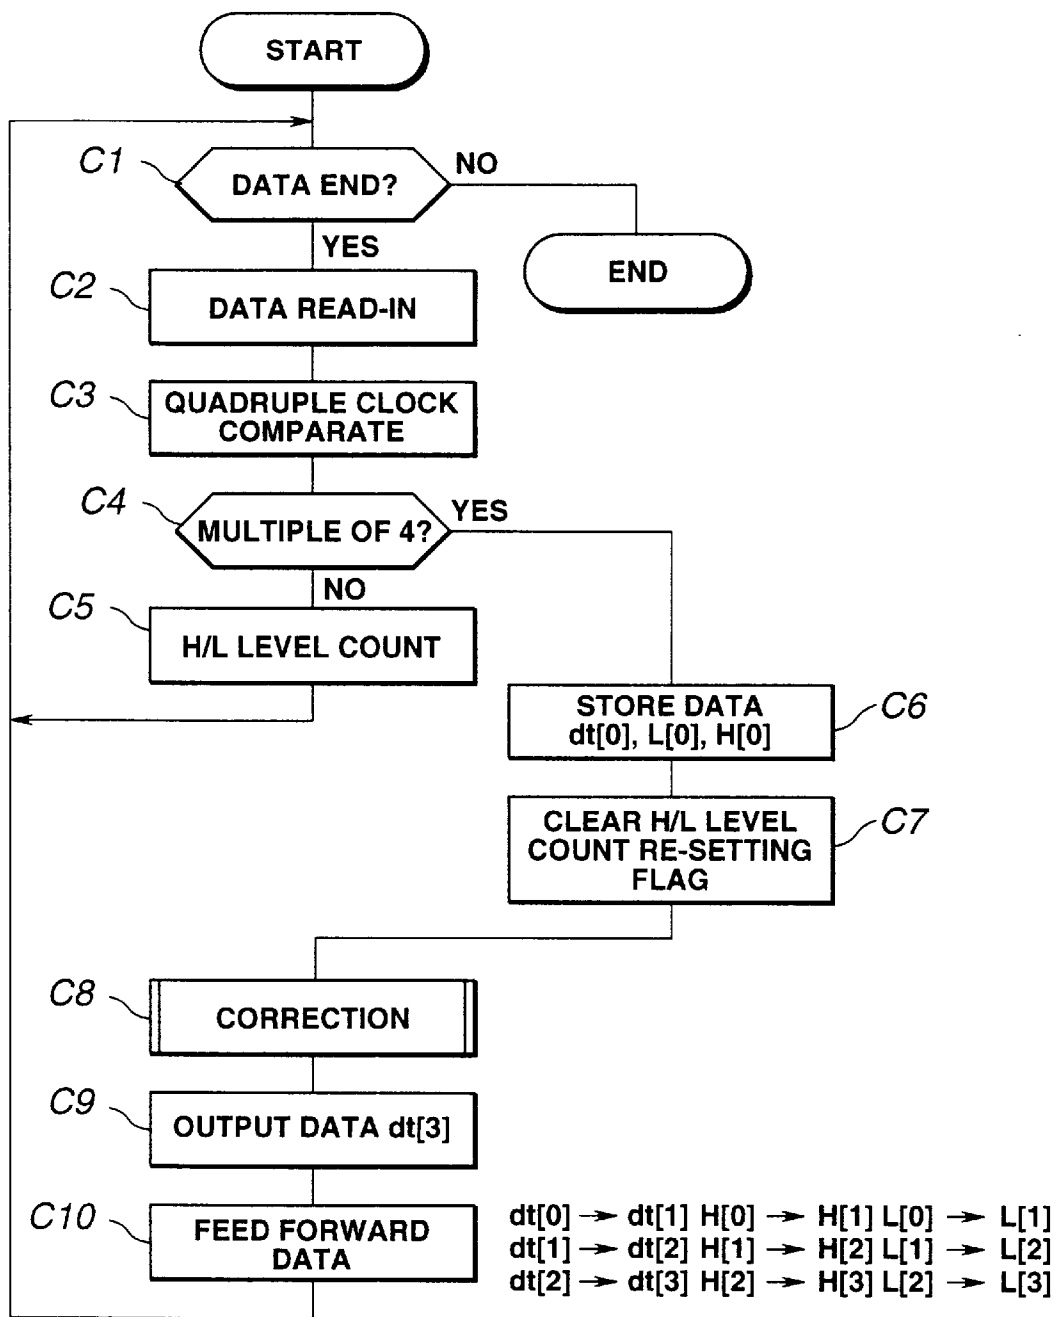 START
C1
DATA END?
NO
YES
END
C2
DATA READ-IN
C3
QUADRUPLE CLOCK
COMPARATE
C4
MULTIPLE OF 4?
YES
NO
C5
H/L LEVEL COUNT
STORE DATA
dt[0], L[0], H[0]
C6
CLEAR H/L LEVEL
COUNT RE-SETTING
FLAG
C7
C8
CORRECTION
C9
OUTPUT DATA dt[3]
C10
FEED FORWARD
DATA
dt[0] → dt[1] H[0] → H[1] L[0] → L[1]
dt[1] → dt[2] H[1] → H[2] L[1] → L[2]
dt[2] → dt[3] H[2] → H[3] L[2] → L[3]